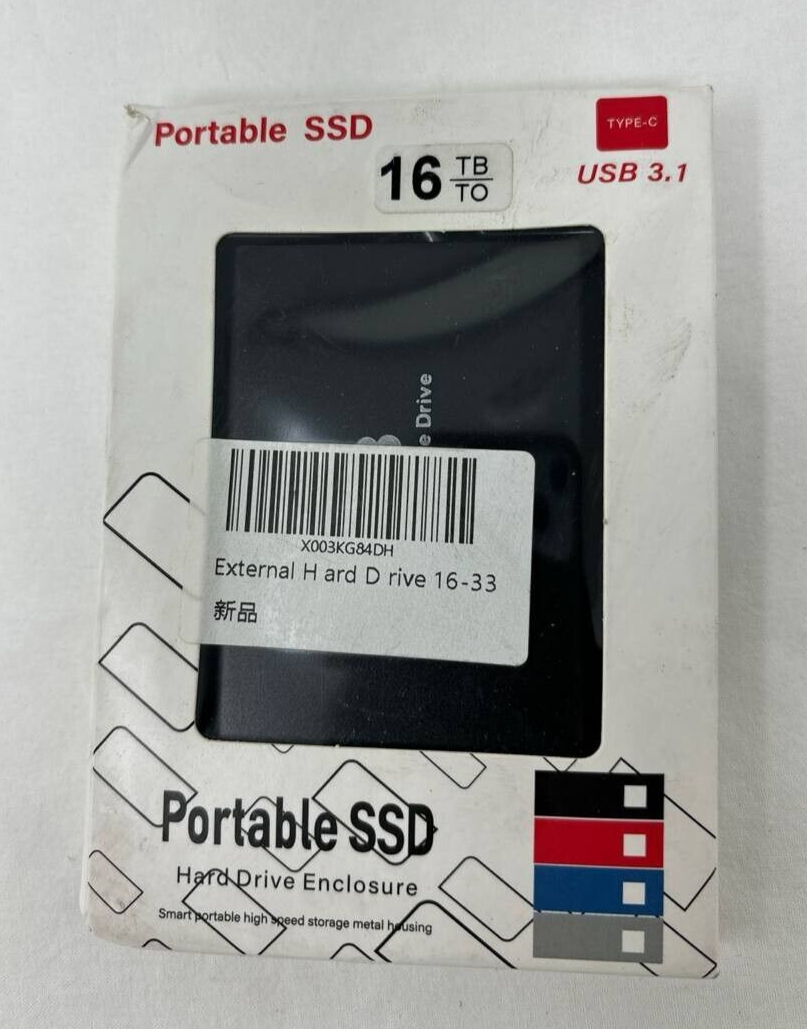 Portable SSD
TYPE-C
16 TB
TO
USB 3.1
e Drive
X003KG84DH
External H ard D rive 16-33
新品
Portable SSD
Hard Drive Enclosure
Smart portable high speed storage metal housing